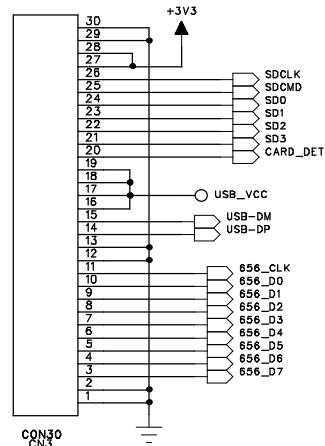 +3V3
30
29
28
27
26 SDCLK
25 SDCMD
24 SD0
23 SD1
22 SD2
21 SD3
20 CARD_DET
19
18
17 USB_VCC
16
15 USB-DM
14 USB-DP
13
12
11 656_CLK
10 656_D0
9 656_D1
8 656_D2
7 656_D3
6 656_D4
5 656_D5
4 656_D6
3 656_D7
2
1
CON30
CN3